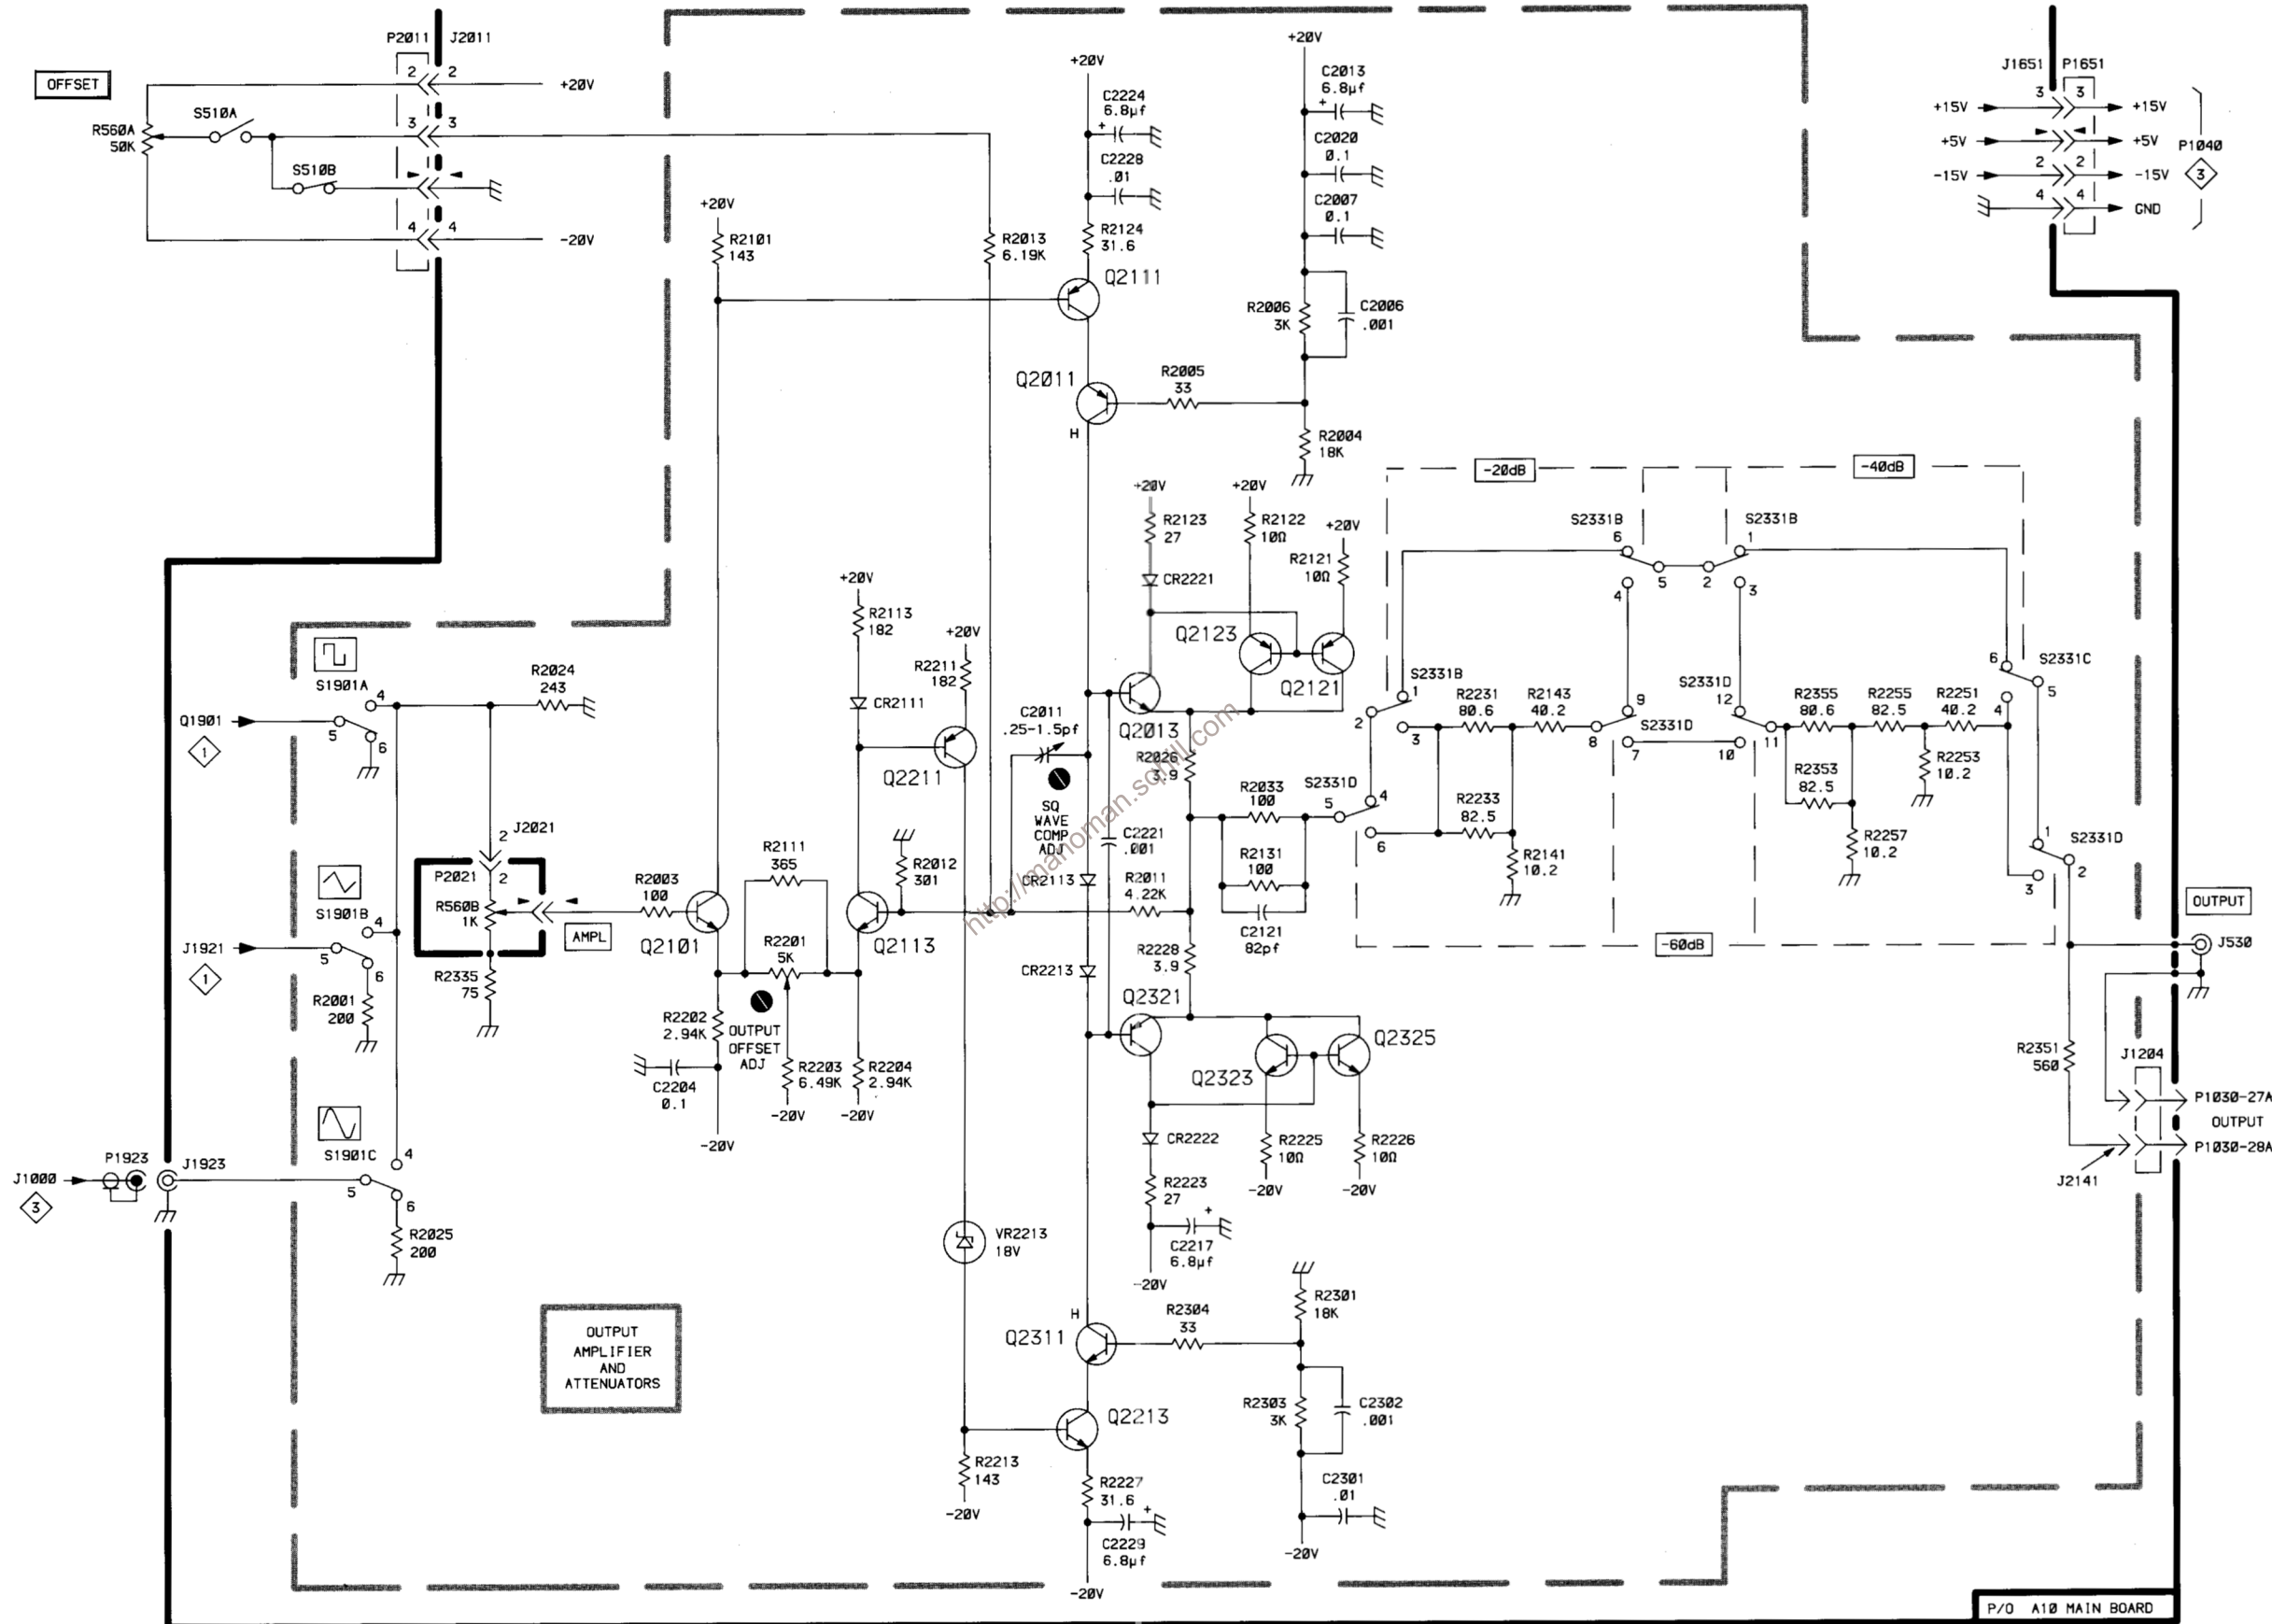 P2011 J2011
OFFSET
2 2
+20V
S510A
3 3
R560A
50K
S510B
4 4
-20V
+20V
C2224
6.8µf
+
C2228
.01
R2124
31.6
Q2111
+20V
C2013
6.8µf
+
C2020
0.1
C2007
0.1
R2006
3K
C2006
.001
R2005
33
Q2011
H
R2004
18K
+20V
R2101
143
R2013
6.19K
J1651 P1651
3 3
+15V +15V
+5V +5V
2 2
-15V -15V
4 4
GND
P1040
3
+20V
R2123
27
CR2221
+20V
R2122
10Ω
+20V
R2121
10Ω
Q2123
Q2121
Q2013
R2026
3.9
-20dB
-40dB
S2331B
6
5
4
S2331B
1
2
3
S2331B
1
2
3
R2231
80.6
R2143
40.2
S2331D
9
8
7
S2331D
12
11
10
R2355
80.6
R2255
82.5
R2251
40.2
S2331C
6
5
4
R2353
82.5
R2253
10.2
R2257
10.2
R2233
82.5
R2141
10.2
S2331D
4
5
6
S2331D
1
2
3
-60dB
R2033
100
R2131
100
C2121
82pf
OUTPUT
J530
R2351
560
J1204
P1030-27A
OUTPUT
P1030-28A
J2141
S1901A
4
5
6
Q1901
1
R2024
243
2 J2021
P2021 2
R560B
1K
AMPL
R2335
75
S1901B
4
5
6
J1921
1
R2001
200
S1901C
4
5
6
P1923 J1923
J1000
3
R2025
200
+20V
R2113
182
CR2111
+20V
R2211
182
Q2211
C2011
.25-1.5pf
SQ
WAVE
COMP
ADJ
R2003
100
Q2101
R2111
365
R2201
5K
Q2113
R2012
301
CR2113
R2011
4.22K
C2221
.001
CR2213
R2228
3.9
Q2321
R2202
2.94K
OUTPUT
OFFSET
ADJ
C2204
0.1
-20V
R2203
6.49K
-20V
R2204
2.94K
-20V
Q2323
Q2325
CR2222
R2225
10Ω
-20V
R2226
10Ω
-20V
R2223
27
C2217
6.8µf
+
-20V
VR2213
18V
H
R2304
33
R2301
18K
Q2311
R2303
3K
C2302
.001
Q2213
R2213
143
-20V
R2227
31.6
C2229
6.8µf
+
-20V
C2301
.01
-20V
OUTPUT
AMPLIFIER
AND
ATTENUATORS
P/O A10 MAIN BOARD